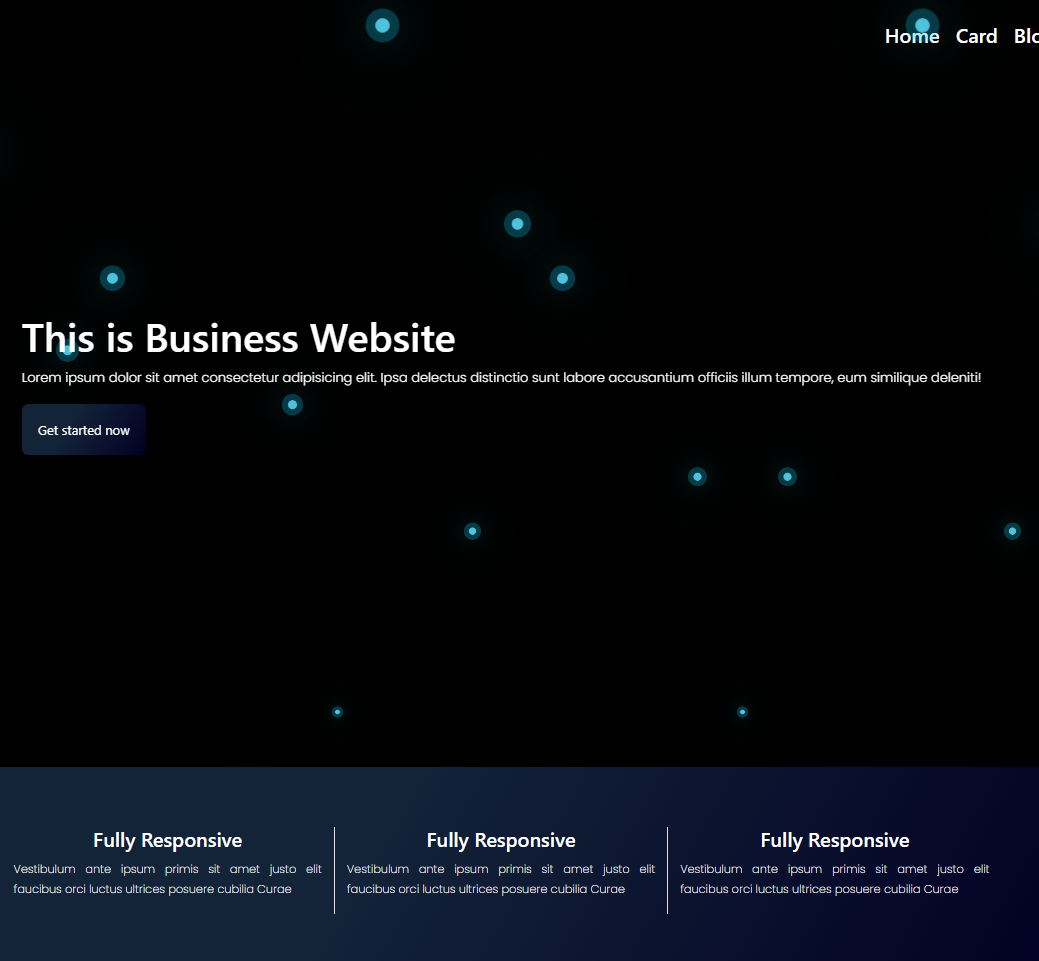 Home Card Blo
This is Business Website
Lorem ipsum dolor sit amet consectetur adipisicing elit. Ipsa delectus distinctio sunt labore accusantium officiis illum tempore, eum similique deleniti!
Get started now
Fully Responsive
Vestibulum ante ipsum primis sit amet justo elit
faucibus orci luctus ultrices posuere cubilia Curae
Fully Responsive
Vestibulum ante ipsum primis sit amet justo elit
faucibus orci luctus ultrices posuere cubilia Curae
Fully Responsive
Vestibulum ante ipsum primis sit amet justo elit
faucibus orci luctus ultrices posuere cubilia Curae